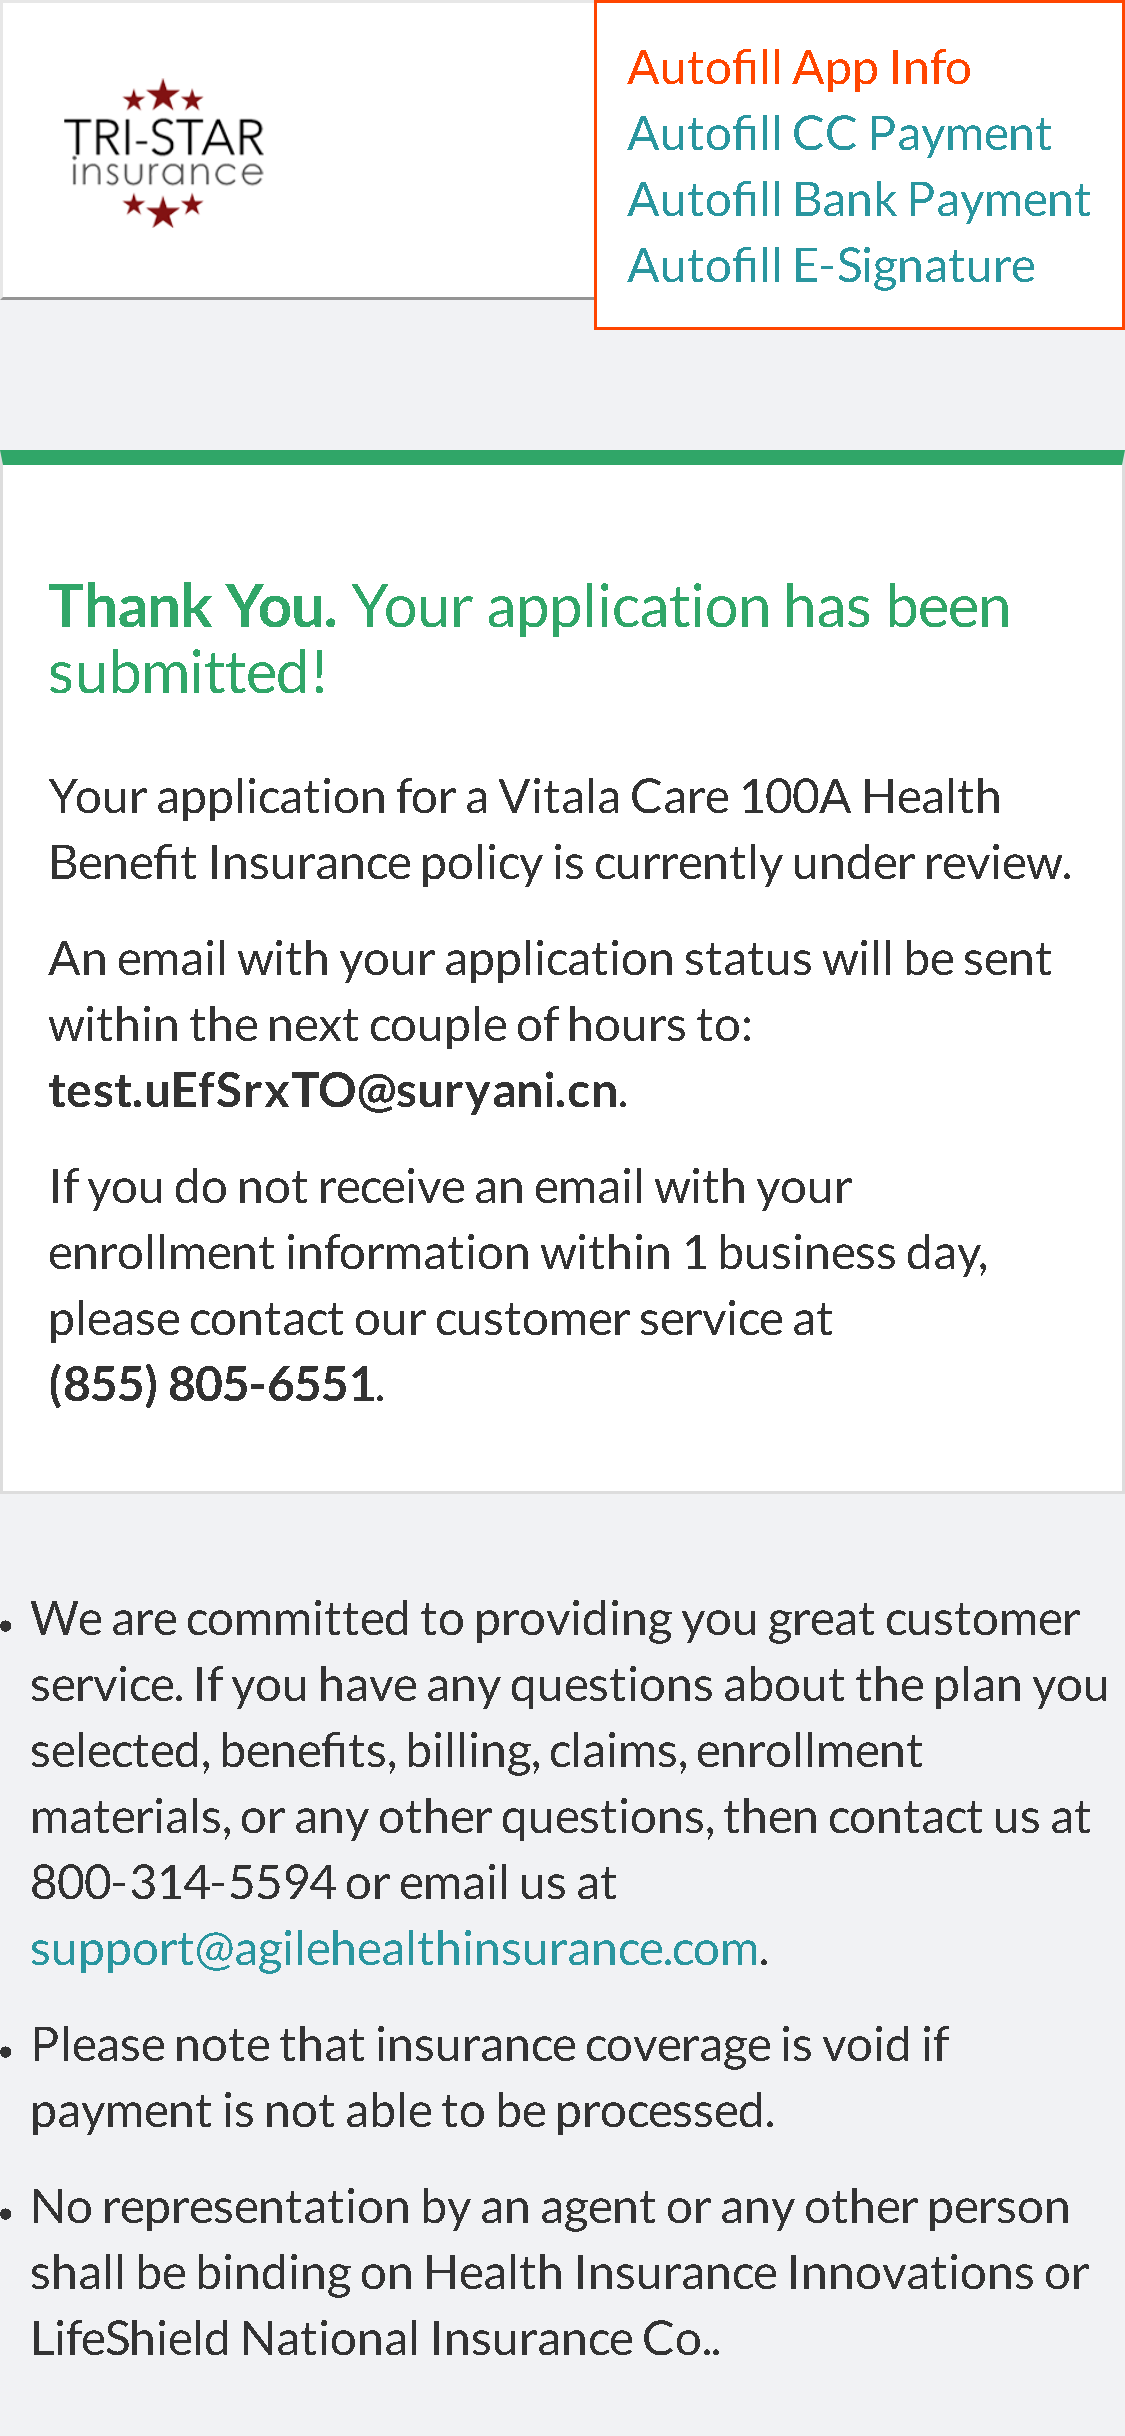 TRI-STAR
insurance
Autofill App Info
Autofill CC Payment
Autofill Bank Payment
Autofill E-Signature
Thank You. Your application has been
submitted!
Your application for a Vitala Care 100A Health
Benefit Insurance policy is currently under review.
An email with your application status will be sent
within the next couple of hours to:
test.uEfSrxTO@suryani.cn.
If you do not receive an email with your
enrollment information within 1 business day,
please contact our customer service at
(855) 805-6551.
• We are committed to providing you great customer
service. If you have any questions about the plan you
selected, benefits, billing, claims, enrollment
materials, or any other questions, then contact us at
800-314-5594 or email us at
support@agilehealthinsurance.com.
• Please note that insurance coverage is void if
payment is not able to be processed.
• No representation by an agent or any other person
shall be binding on Health Insurance Innovations or
LifeShield National Insurance Co..